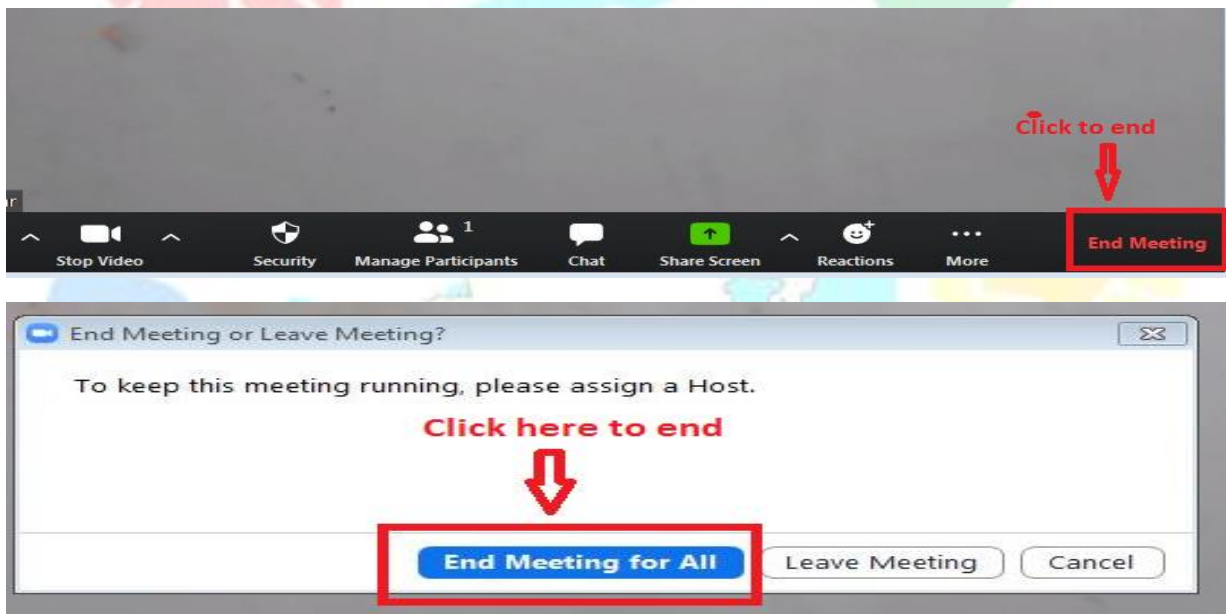 Click to end
r
1
Stop Video Security Manage Participants Chat Share Screen Reactions More End Meeting
End Meeting or Leave Meeting?
To keep this meeting running, please assign a Host.
Click here to end
End Meeting for All Leave Meeting Cancel